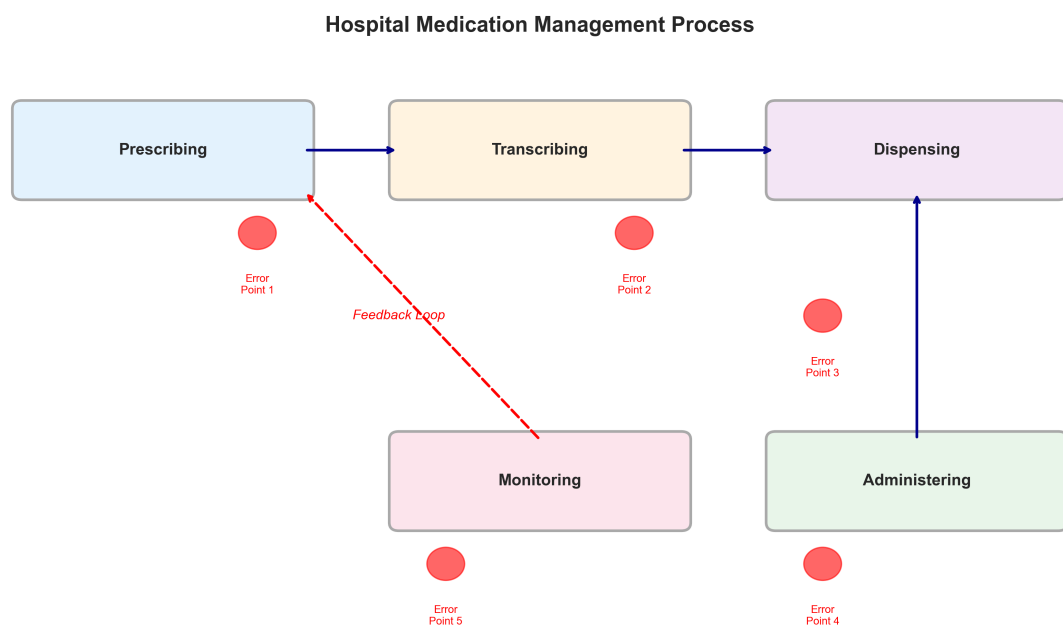 Hospital Medication Management Process
Prescribing
Transcribing
Dispensing
Error
Point 1
Error
Point 2
Feedback Loop
Error
Point 3
Monitoring
Administering
Error
Point 5
Error
Point 4